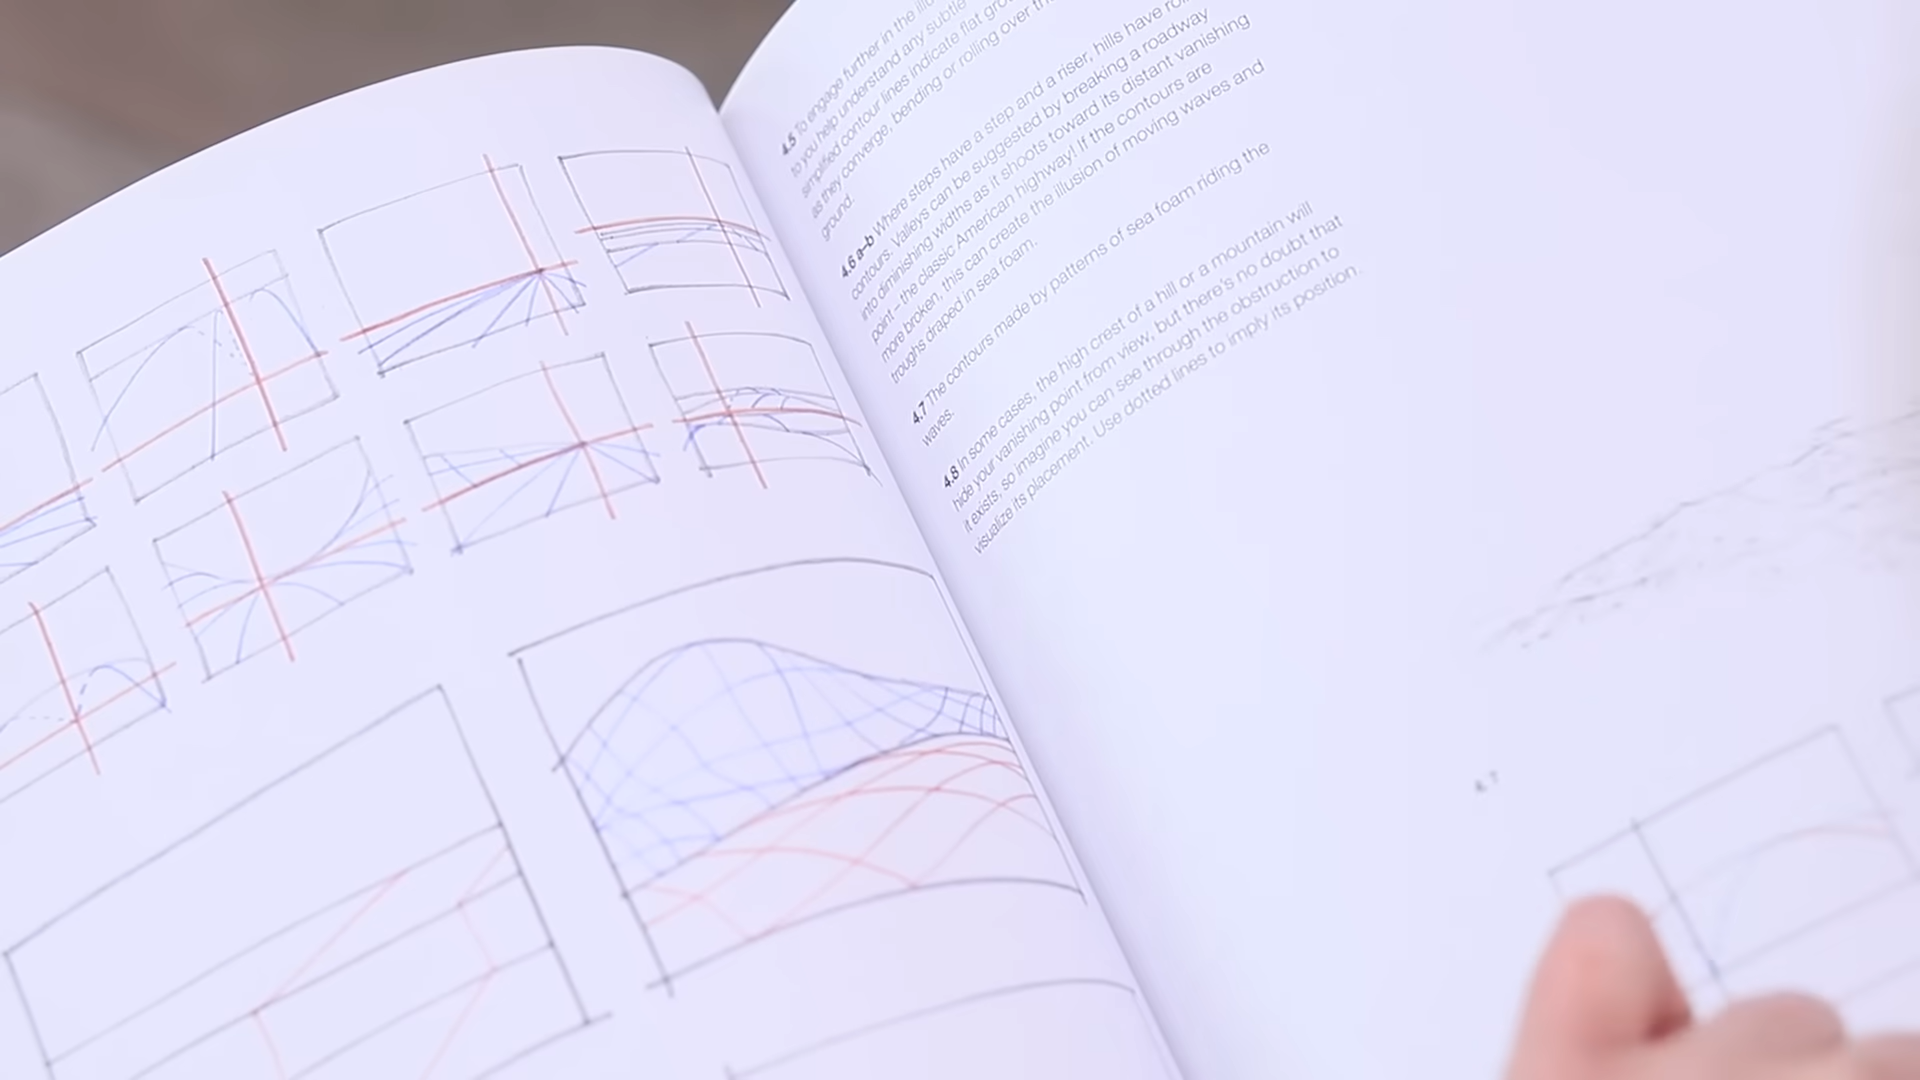 4.5 To engage further in the
to you help understand any subtle
simplified contour lines indicate flat
as they converge, bending or rolling over
ground.
4.6 a–b Where steps have a step and a riser, hills have
contours. Valleys can be suggested by breaking a roadway
into diminishing widths as it shoots toward its distant vanishing
point – the classic American highway! If the contours are
more broken, this can create the illusion of moving waves and
troughs draped in sea foam.
4.7 The contours made by patterns of sea foam riding the
waves.
4.8 In some cases, the high crest of a hill or a mountain will
hide your vanishing point from view, but there's no doubt that
it exists, so imagine you can see through the obstruction to
visualize its placement. Use dotted lines to imply its position.
4.7